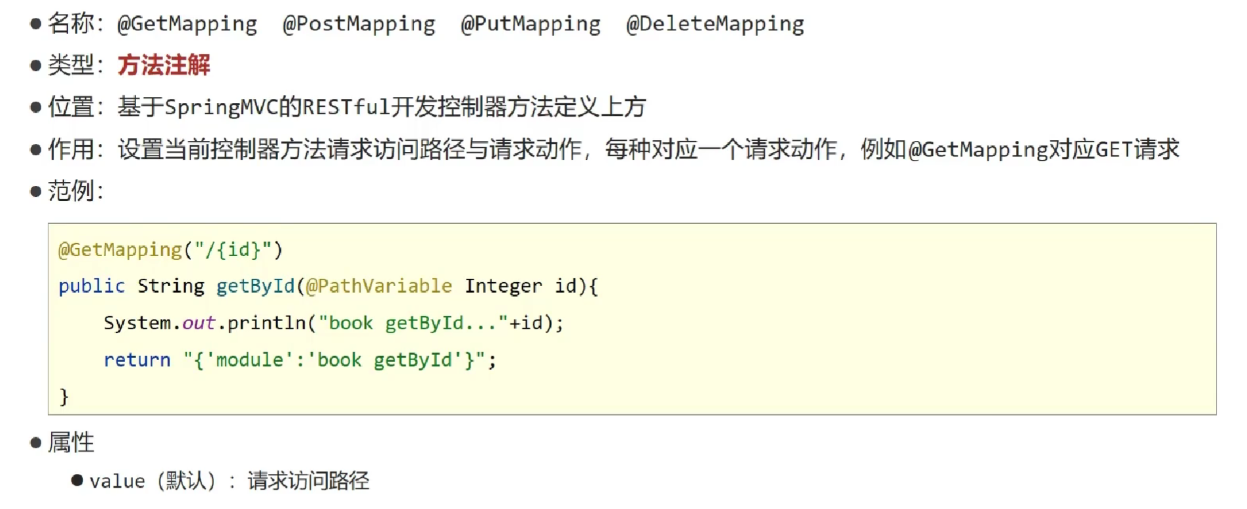 ● 名称：@GetMapping @PostMapping @PutMapping @DeleteMapping
● 类型：方法注解
● 位置：基于SpringMVC的RESTful开发控制器方法定义上方
● 作用：设置当前控制器方法请求访问路径与请求动作，每种对应一个请求动作，例如@GetMapping对应GET请求
● 范例：
@GetMapping("/{id}")
public String getById(@PathVariable Integer id){
    System.out.println("book getById..."+id);
    return "{'module':'book getById'}";
}
● 属性
● value（默认）：请求访问路径